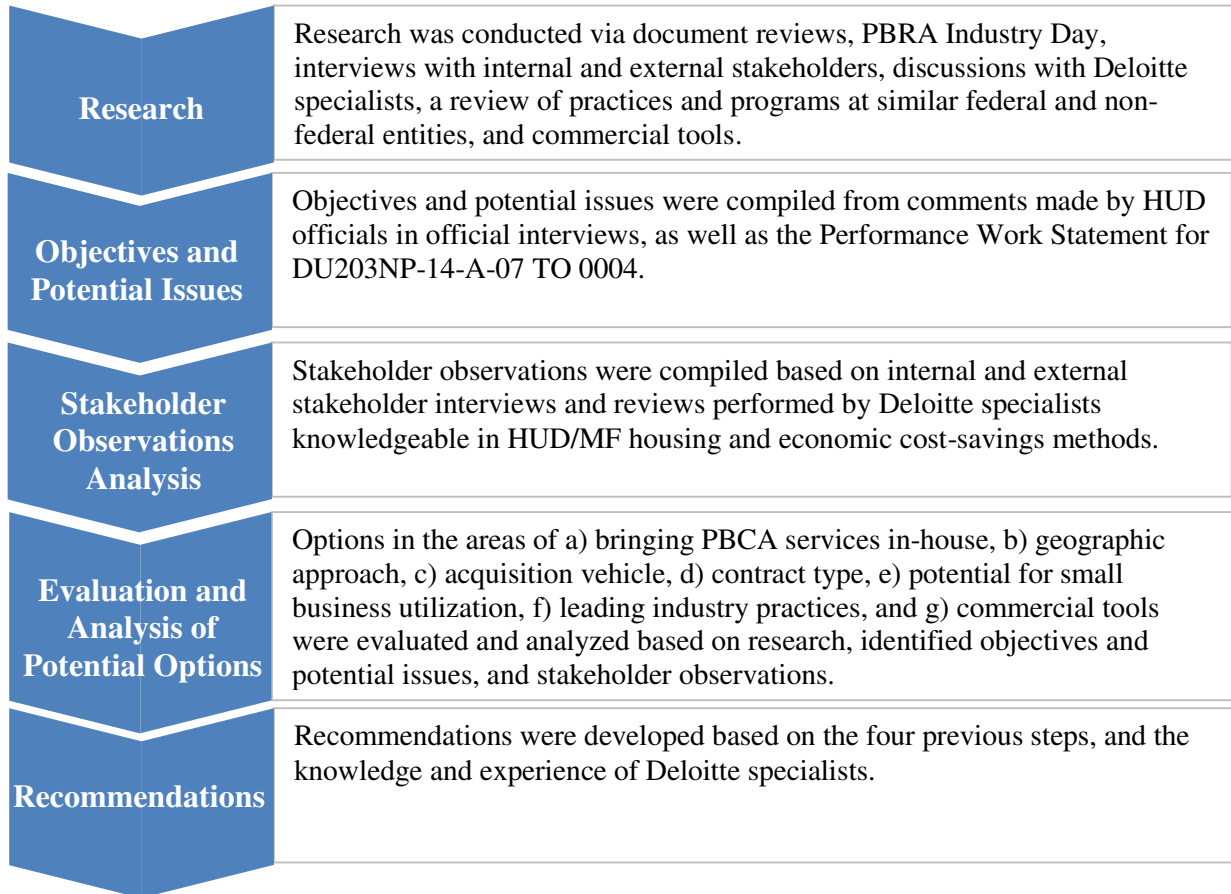 Research
Research was conducted via document reviews, PBRA Industry Day,
interviews with internal and external stakeholders, discussions with Deloitte
specialists, a review of practices and programs at similar federal and non-
federal entities, and commercial tools.
Objectives and
Potential Issues
Objectives and potential issues were compiled from comments made by HUD
officials in official interviews, as well as the Performance Work Statement for
DU203NP-14-A-07 TO 0004.
Stakeholder
Observations
Analysis
Stakeholder observations were compiled based on internal and external
stakeholder interviews and reviews performed by Deloitte specialists
knowledgeable in HUD/MF housing and economic cost-savings methods.
Evaluation and
Analysis of
Potential Options
Options in the areas of a) bringing PBCA services in-house, b) geographic
approach, c) acquisition vehicle, d) contract type, e) potential for small
business utilization, f) leading industry practices, and g) commercial tools
were evaluated and analyzed based on research, identified objectives and
potential issues, and stakeholder observations.
Recommendations
Recommendations were developed based on the four previous steps, and the
knowledge and experience of Deloitte specialists.